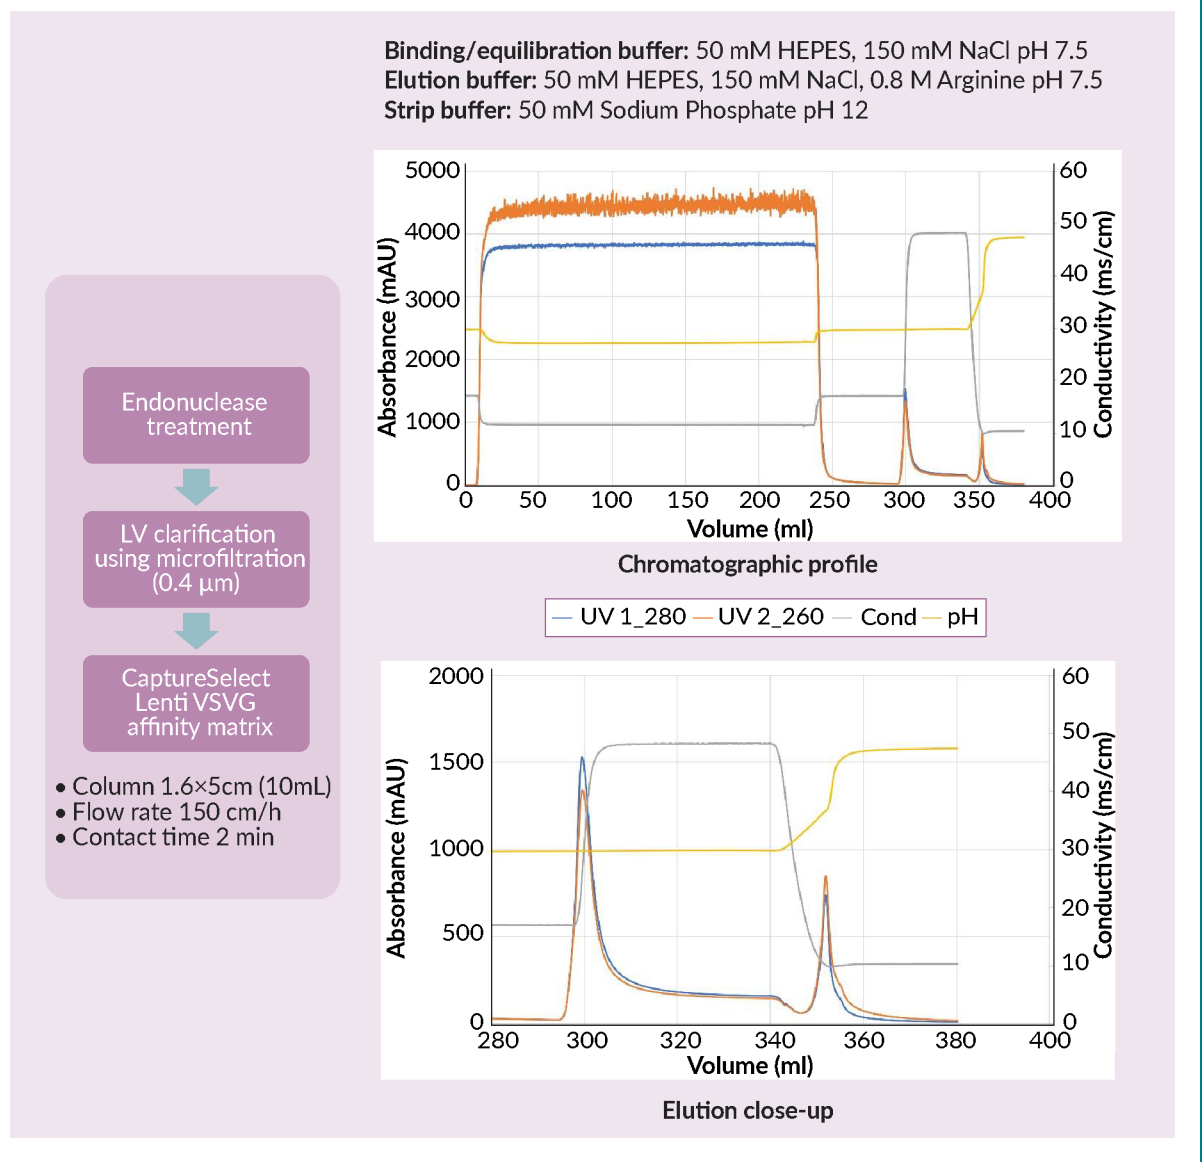 Binding/equilibration buffer: 50 mM HEPES, 150 mM NaCl pH 7.5
Elution buffer: 50 mM HEPES, 150 mM NaCl, 0.8 M Arginine pH 7.5
Strip buffer: 50 mM Sodium Phosphate pH 12
Endonuclease
treatment
LV clarification
using microfiltration
(0.4 µm)
CaptureSelect
Lenti VSVG
affinity matrix
• Column 1.6×5cm (10mL)
• Flow rate 150 cm/h
• Contact time 2 min
Absorbance (mAU)
5000
4000
3000
2000
1000
0
60
50
40
30
20
10
0
Conductivity (ms/cm)
0 50 100 150 200 250 300 350 400
Volume (ml)
Chromatographic profile
UV 1_280 UV 2_260 Cond pH
Absorbance (mAU)
2000
1500
1000
500
0
60
50
40
30
20
10
0
Conductivity (ms/cm)
280 300 320 340 360 380 400
Volume (ml)
Elution close-up